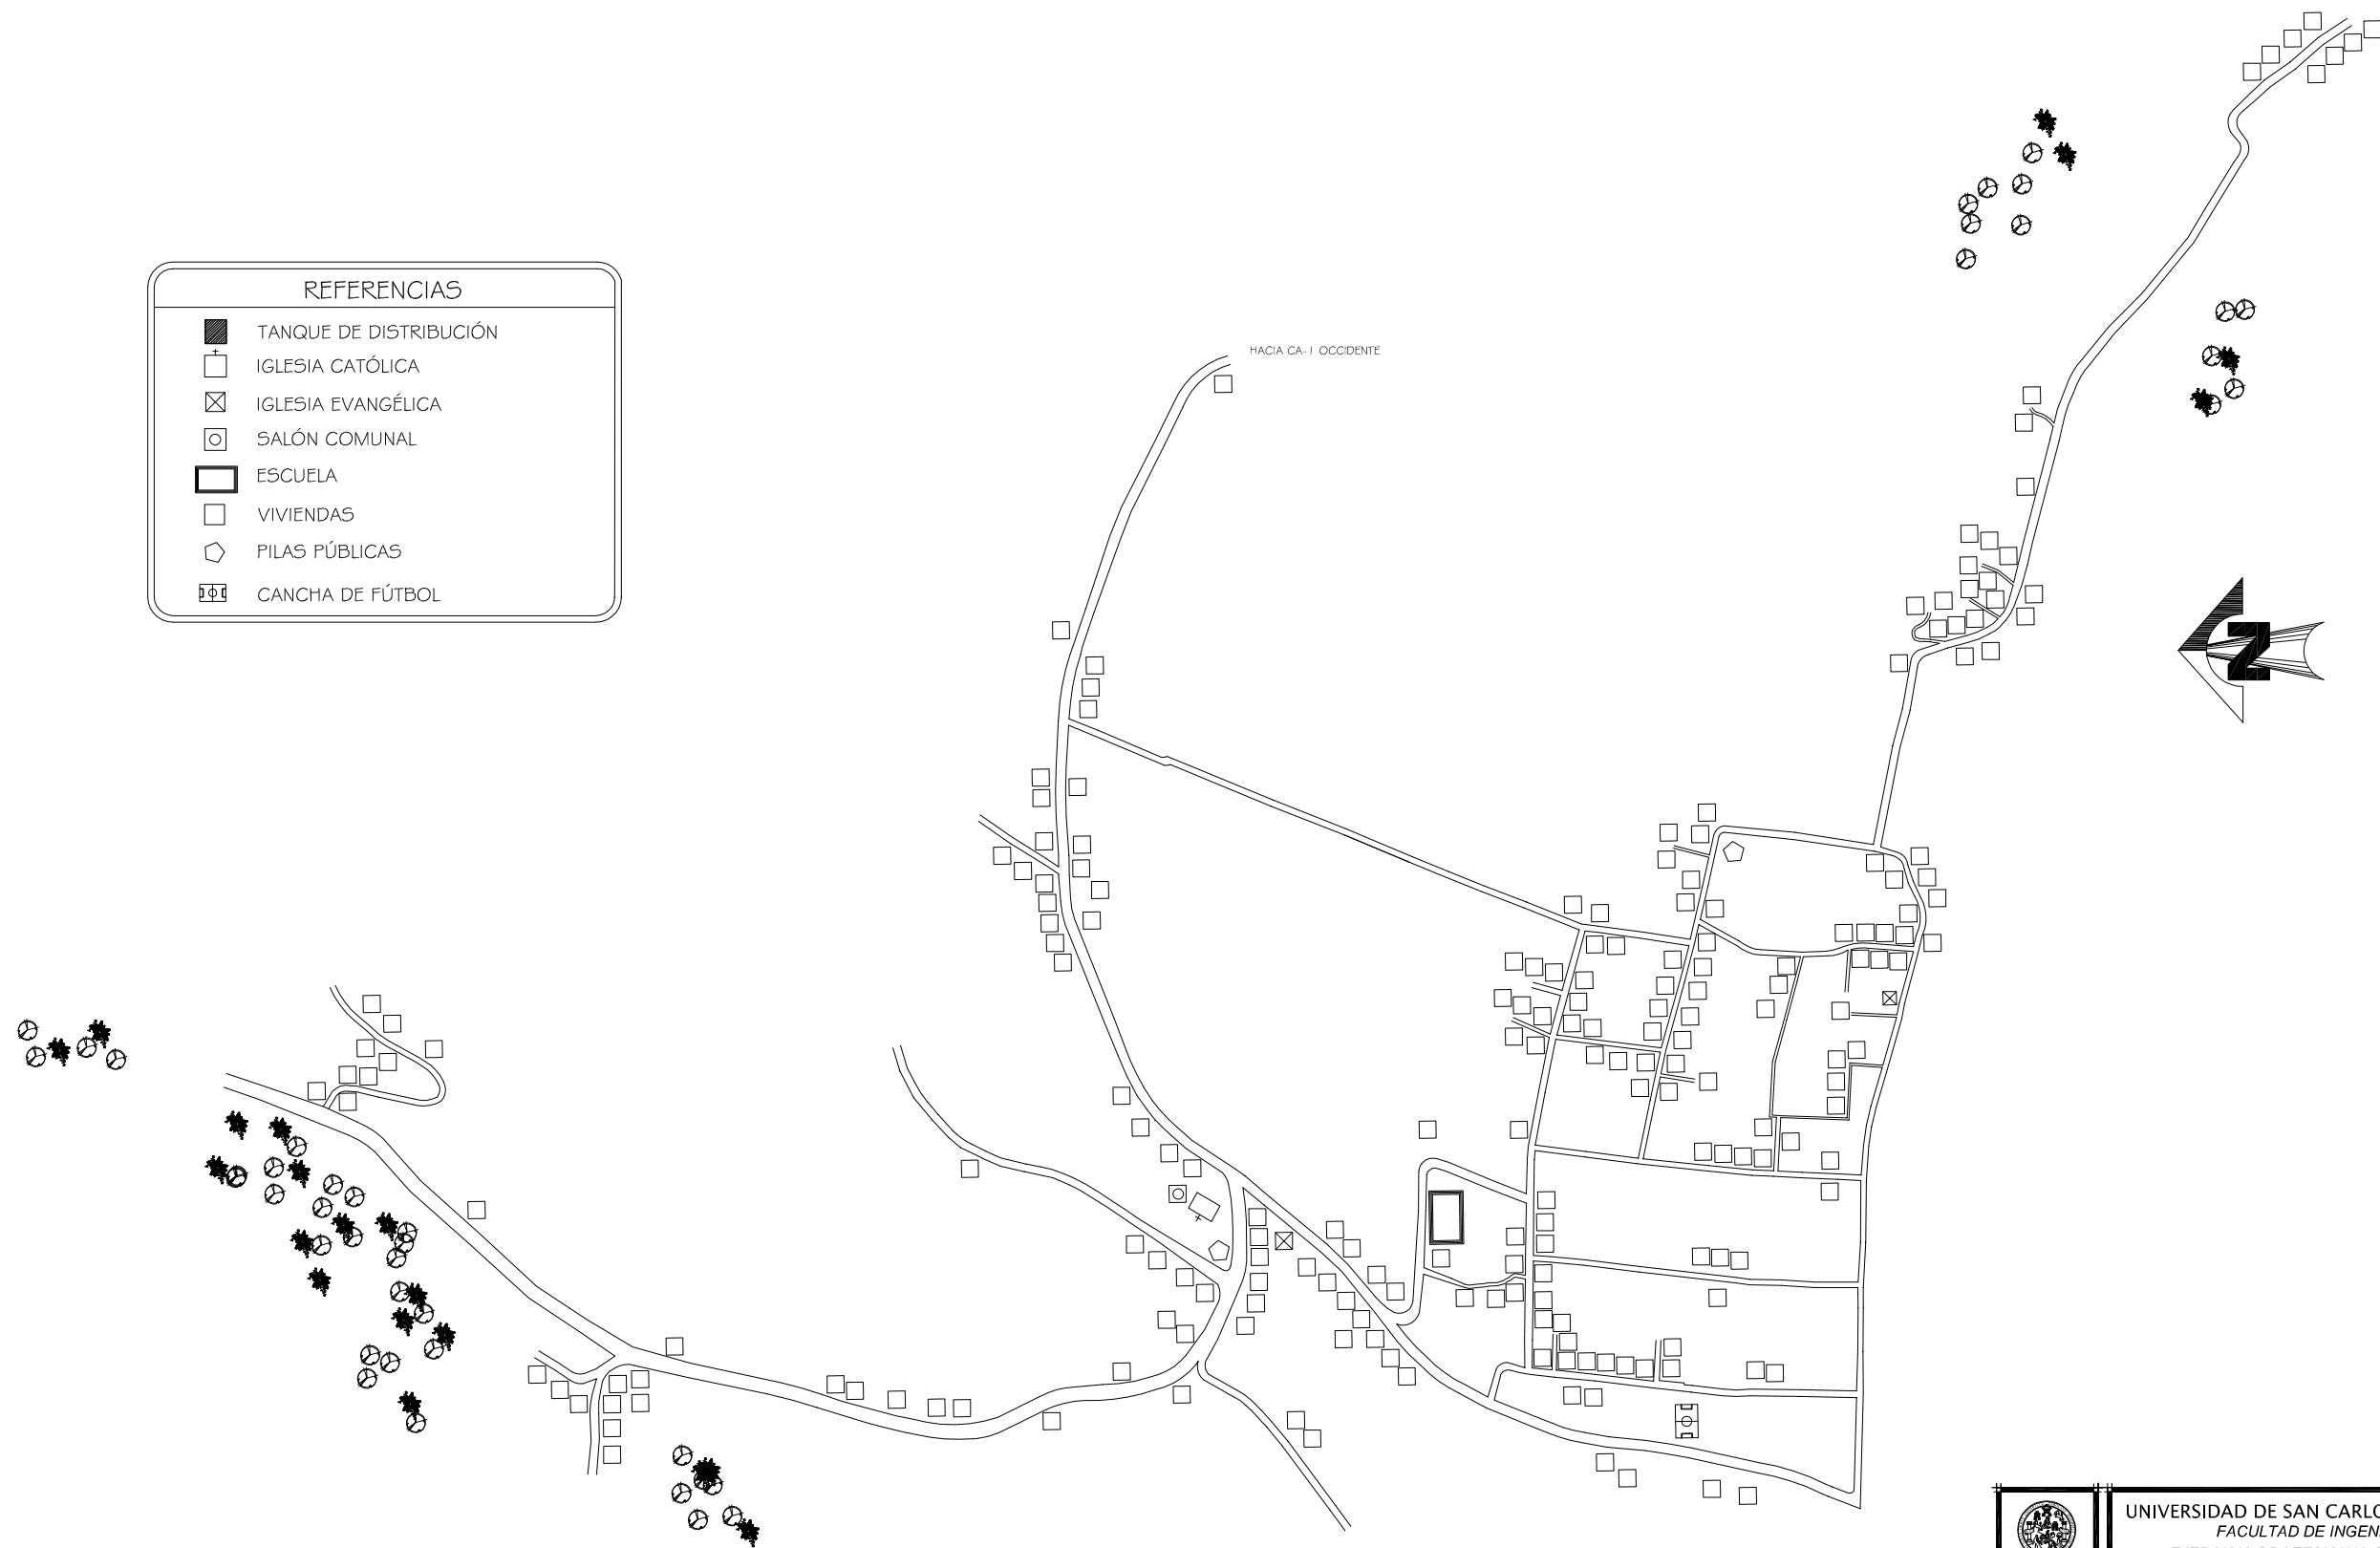 REFERENCIAS
TANQUE DE DISTRIBUCIÓN
IGLESIA CATÓLICA
IGLESIA EVANGÉLICA
SALÓN COMUNAL
ESCUELA
VIVIENDAS
PILAS PÚBLICAS
CANCHA DE FÚTBOL
HACIA CA-1 OCCIDENTE
N
UNIVERSIDAD DE SAN CARLO
FACULTAD DE INGENI